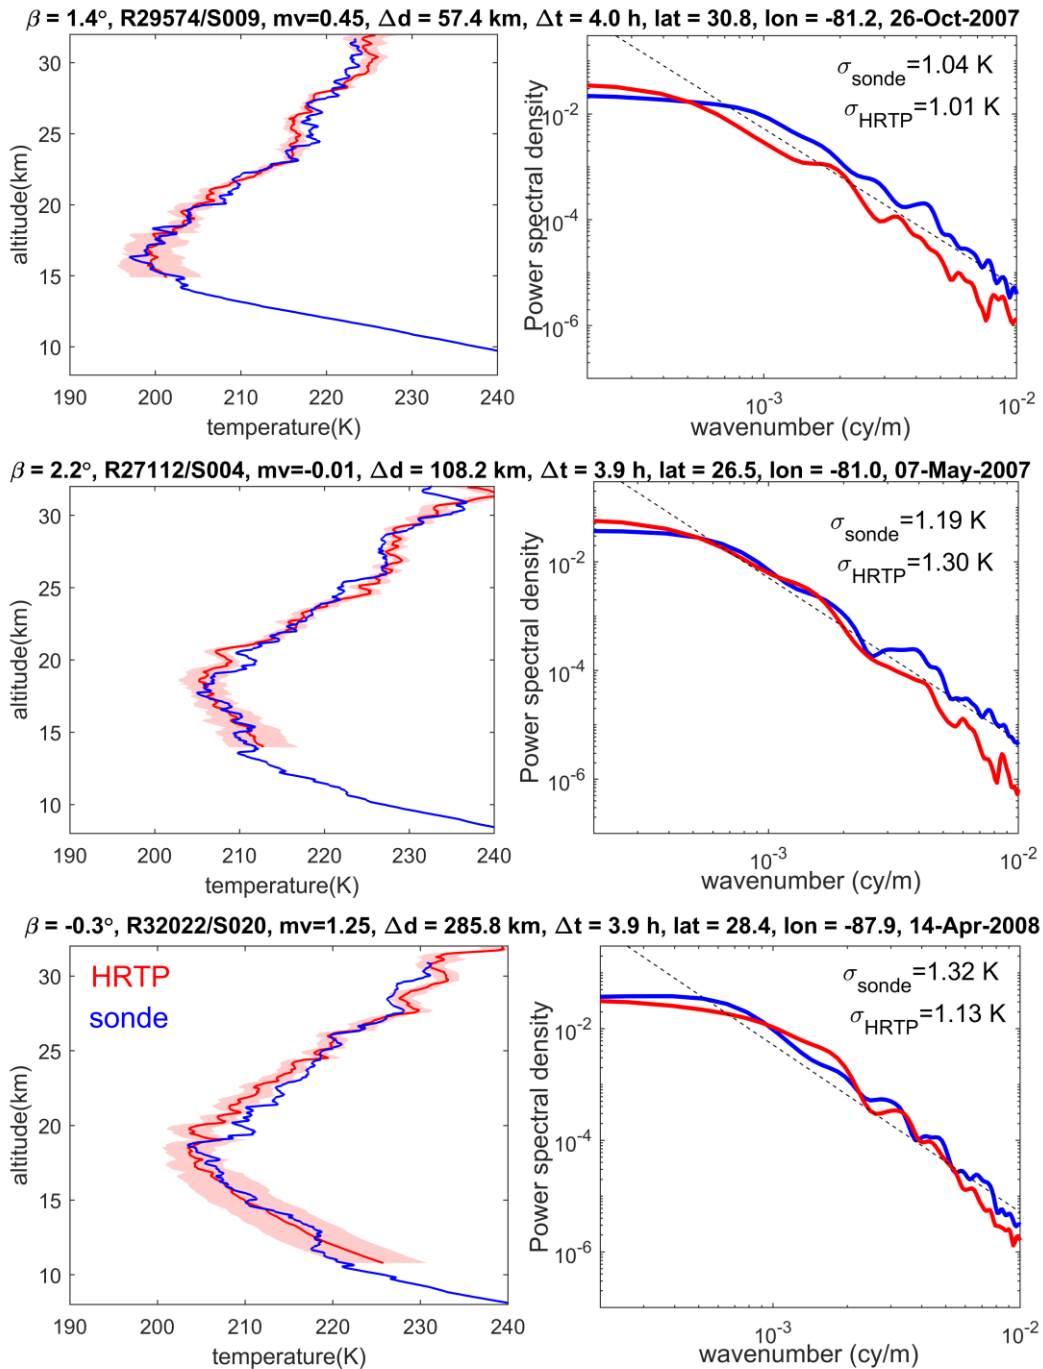 β = 1.4°, R29574/S009, mv=0.45, Δd = 57.4 km, Δt = 4.0 h, lat = 30.8, lon = -81.2, 26-Oct-2007
altitude(km)
30
25
20
15
10
190 200 210 220 230 240
temperature(K)
Power spectral density
10⁻²
10⁻⁴
10⁻⁶
σsonde=1.04 K
σHRTP=1.01 K
10⁻³ 10⁻²
wavenumber (cy/m)
β = 2.2°, R27112/S004, mv=-0.01, Δd = 108.2 km, Δt = 3.9 h, lat = 26.5, lon = -81.0, 07-May-2007
altitude(km)
30
25
20
15
10
190 200 210 220 230 240
temperature(K)
Power spectral density
10⁻²
10⁻⁴
10⁻⁶
σsonde=1.19 K
σHRTP=1.30 K
10⁻³ 10⁻²
wavenumber (cy/m)
β = -0.3°, R32022/S020, mv=1.25, Δd = 285.8 km, Δt = 3.9 h, lat = 28.4, lon = -87.9, 14-Apr-2008
HRTP
sonde
altitude(km)
30
25
20
15
10
190 200 210 220 230 240
temperature(K)
Power spectral density
10⁻²
10⁻⁴
10⁻⁶
σsonde=1.32 K
σHRTP=1.13 K
10⁻³ 10⁻²
wavenumber (cy/m)